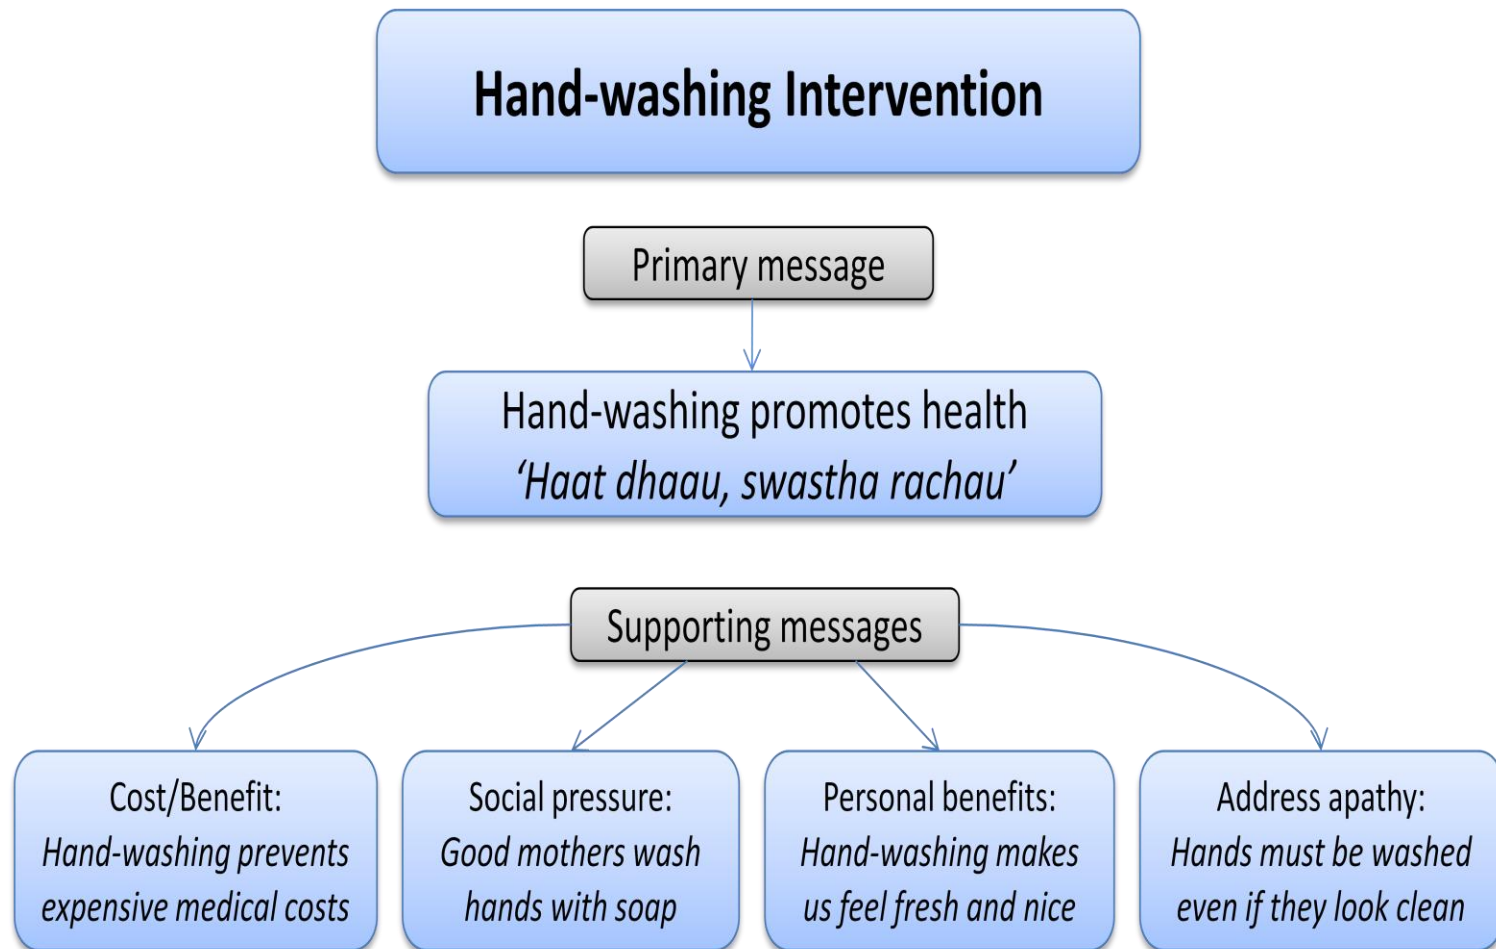 Hand-washing Intervention
Primary message
Hand-washing promotes health
‘Haat dhaau, swastha rachau’
Supporting messages
Cost/Benefit:
Hand-washing prevents
expensive medical costs
Social pressure:
Good mothers wash
hands with soap
Personal benefits:
Hand-washing makes
us feel fresh and nice
Address apathy:
Hands must be washed
even if they look clean